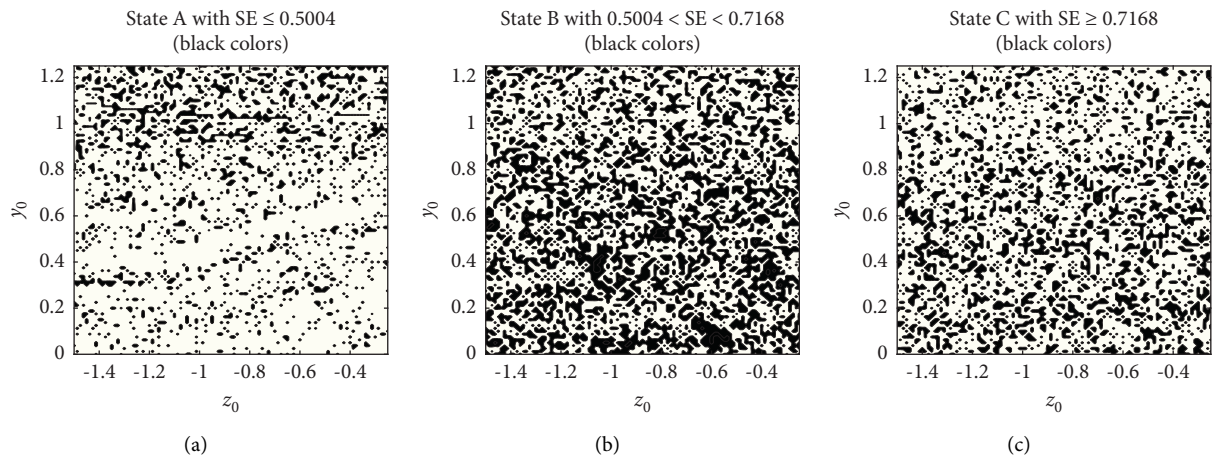 State A with SE ≤ 0.5004
(black colors)
1.2
1
0.8
0.6
0.4
0.2
0
y₀
-1.4 -1.2 -1 -0.8 -0.6 -0.4
z₀
(a)
State B with 0.5004 < SE < 0.7168
(black colors)
1.2
1
0.8
0.6
0.4
0.2
0
y₀
-1.4 -1.2 -1 -0.8 -0.6 -0.4
z₀
(b)
State C with SE ≥ 0.7168
(black colors)
1.2
1
0.8
0.6
0.4
0.2
0
y₀
-1.4 -1.2 -1 -0.8 -0.6 -0.4
z₀
(c)